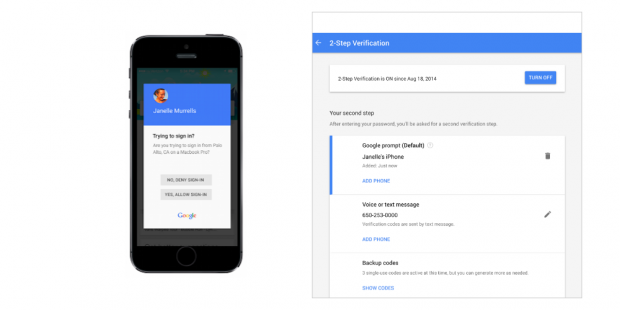 Janelle Murrells
Trying to sign in?
Are you trying to sign in from Palo
Alto, CA on a Macbook Pro?
NO, DENY SIGN-IN
YES, ALLOW SIGN-IN
Google
2-Step Verification
2-Step Verification is ON since Aug 18, 2014
TURN OFF
Your second step
After entering your password, you'll be asked for a second verification step.
Google prompt (Default)
Janelle's iPhone
Added: Just now
ADD PHONE
Voice or text message
650-253-0000
Verification codes are sent by text message.
ADD PHONE
Backup codes
3 single-use codes are active at this time, but you can generate more as needed.
SHOW CODES